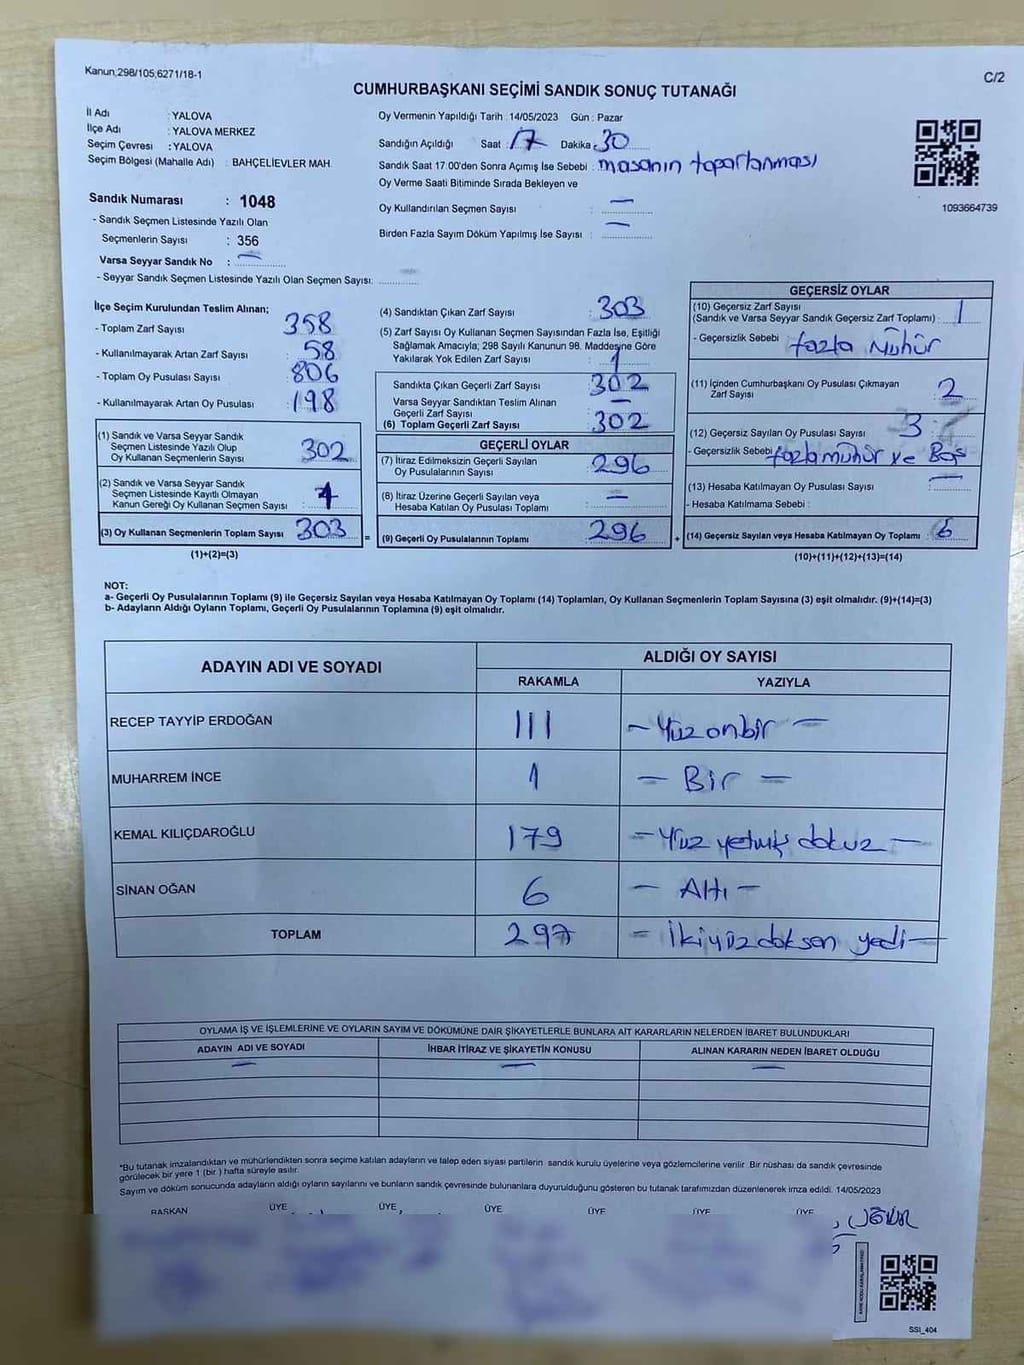 Kanun;298/105,6271/18-1
C/2
CUMHURBAŞKANI SEÇİMİ SANDIK SONUÇ TUTANAĞI
İl Adı : YALOVA
İlçe Adı : YALOVA MERKEZ
Seçim Çevresi : YALOVA
Seçim Bölgesi (Mahalle Adı) : BAHÇELİEVLER MAH.
Oy Vermenin Yapıldığı Tarih : 14/05/2023 Gün : Pazar
Sandığın Açıldığı Saat : 17 Dakika : 30
Sandık Saat 17.00'den Sonra Açımış İse Sebebi : masanın toparlanması
Oy Verme Saati Bitiminde Sırada Bekleyen ve
Oy Kullandırılan Seçmen Sayısı : —
Birden Fazla Sayım Döküm Yapılmış İse Sayısı : —
1093664739
Sandık Numarası : 1048
- Sandık Seçmen Listesinde Yazılı Olan
Seçmenlerin Sayısı : 356
Varsa Seyyar Sandık No : —
- Seyyar Sandık Seçmen Listesinde Yazılı Olan Seçmen Sayısı:
İlçe Seçim Kurulundan Teslim Alınan;
- Toplam Zarf Sayısı : 358
- Kullanılmayarak Artan Zarf Sayısı : 58
- Toplam Oy Pusulası Sayısı : 806
- Kullanılmayarak Artan Oy Pusulası : 198
(1) Sandık ve Varsa Seyyar Sandık
Seçmen Listesinde Yazılı Olup
Oy Kullanan Seçmenlerin Sayısı : 302
(2) Sandık ve Varsa Seyyar Sandık
Seçmen Listesinde Kayıtlı Olmayan
Kanun Gereği Oy Kullanan Seçmen Sayısı : 1
(3) Oy Kullanan Seçmenlerin Toplam Sayısı : 303
(1)+(2)=(3)
(4) Sandıktan Çıkan Zarf Sayısı : 303
(5) Zarf Sayısı Oy Kullanan Seçmen Sayısından Fazla İse, Eşitliği
Sağlamak Amacıyla; 298 Sayılı Kanunun 98. Maddesine Göre
Yakılarak Yok Edilen Zarf Sayısı : 1
Sandıkta Çıkan Geçerli Zarf Sayısı : 302
Varsa Seyyar Sandıktan Teslim Alınan
Geçerli Zarf Sayısı : —
(6) Toplam Geçerli Zarf Sayısı : 302
GEÇERLİ OYLAR
(7) İtiraz Edilmeksizin Geçerli Sayılan
Oy Pusulalarının Sayısı : 296
(8) İtiraz Üzerine Geçerli Sayılan veya
Hesaba Katılan Oy Pusulası Toplamı : —
= (9) Geçerli Oy Pusulalarının Toplamı : 296
GEÇERSİZ OYLAR
(10) Geçersiz Zarf Sayısı
(Sandık ve Varsa Seyyar Sandık Geçersiz Zarf Toplamı) : 1
- Geçersizlik Sebebi : fazla Mühür
(11) İçinden Cumhurbaşkanı Oy Pusulası Çıkmayan
Zarf Sayısı : 2
(12) Geçersiz Sayılan Oy Pusulası Sayısı : 3
- Geçersizlik Sebebi : fazla mühür ve Boş
(13) Hesaba Katılmayan Oy Pusulası Sayısı : —
- Hesaba Katılmama Sebebi :
+ (14) Geçersiz Sayılan veya Hesaba Katılmayan Oy Toplamı : 6
(10)+(11)+(12)+(13)=(14)
NOT:
a- Geçerli Oy Pusulalarının Toplamı (9) ile Geçersiz Sayılan veya Hesaba Katılmayan Oy Toplamı (14) Toplamları, Oy Kullanan Seçmenlerin Toplam Sayısına (3) eşit olmalıdır. (9)+(14)=(3)
b- Adayların Aldığı Oyların Toplamı, Geçerli Oy Pusulalarının Toplamına (9) eşit olmalıdır.
ADAYIN ADI VE SOYADI
ALDIĞI OY SAYISI
RAKAMLA YAZIYLA
RECEP TAYYİP ERDOĞAN 111 – Yüz onbir –
MUHARREM İNCE 1 – Bir –
KEMAL KILIÇDAROĞLU 179 – Yüz yetmiş dokuz –
SİNAN OĞAN 6 – Altı –
TOPLAM 297 – İkiyüz doksan yedi –
OYLAMA İŞ VE İŞLEMLERİNE VE OYLARIN SAYIM VE DÖKÜMÜNE DAİR ŞİKAYETLERLE BUNLARA AİT KARARLARIN NELERDEN İBARET BULUNDUKLARI
ADAYIN ADI VE SOYADI İHBAR İTİRAZ VE ŞİKAYETİN KONUSU ALINAN KARARIN NEDEN İBARET OLDUĞU
— — —
*Bu tutanak imzalandıktan ve mühürlendikten sonra seçime katılan adayların ve talep eden siyasi partilerin sandık kurulu üyelerine veya gözlemcilerine verilir. Bir nüshası da sandık çevresinde
görülecek bir yere 1 (bir ) hafta süreyle asılır.
Sayım ve döküm sonucunda adayların aldığı oyların sayılarını ve bunların sandık çevresinde bulunanlara duyurulduğunu gösteren bu tutanak tarafımızdan düzenlenerek imza edildi. 14/05/2023
BAŞKAN ÜYE ÜYE ÜYE ÜYE ÜYE ÜYE
SSI_404